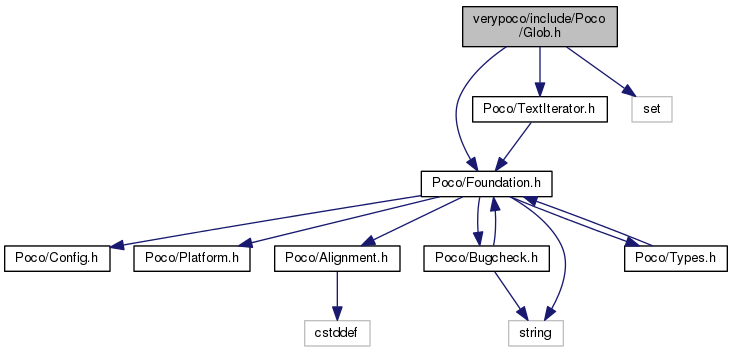 verypoco/include/Poco
/Glob.h
Poco/TextIterator.h
set
Poco/Foundation.h
Poco/Config.h
Poco/Platform.h
Poco/Alignment.h
Poco/Bugcheck.h
Poco/Types.h
cstddef
string